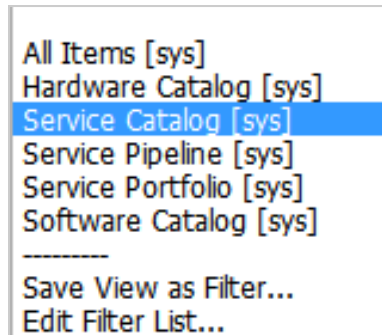 All Items [sys]
Hardware Catalog [sys]
Service Catalog [sys]
Service Pipeline [sys]
Service Portfolio [sys]
Software Catalog [sys]
---------
Save View as Filter...
Edit Filter List...